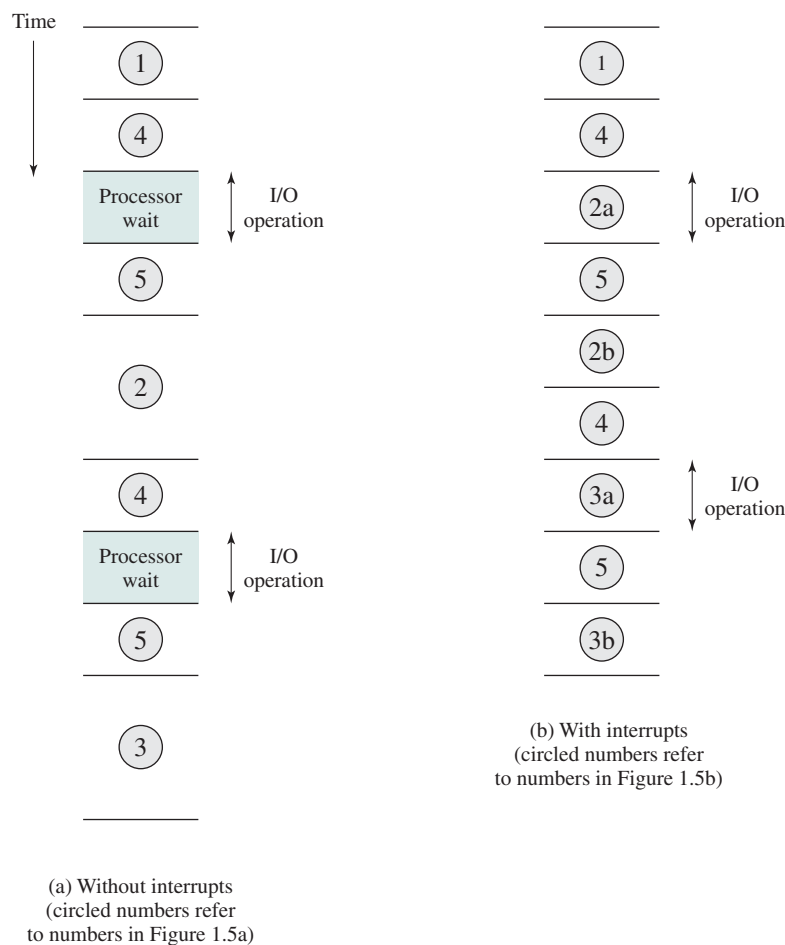 Time
1
4
Processor
wait
I/O
operation
5
2
4
Processor
wait
I/O
operation
5
3
(a) Without interrupts
(circled numbers refer
to numbers in Figure 1.5a)
1
4
2a
I/O
operation
5
2b
4
3a
I/O
operation
5
3b
(b) With interrupts
(circled numbers refer
to numbers in Figure 1.5b)